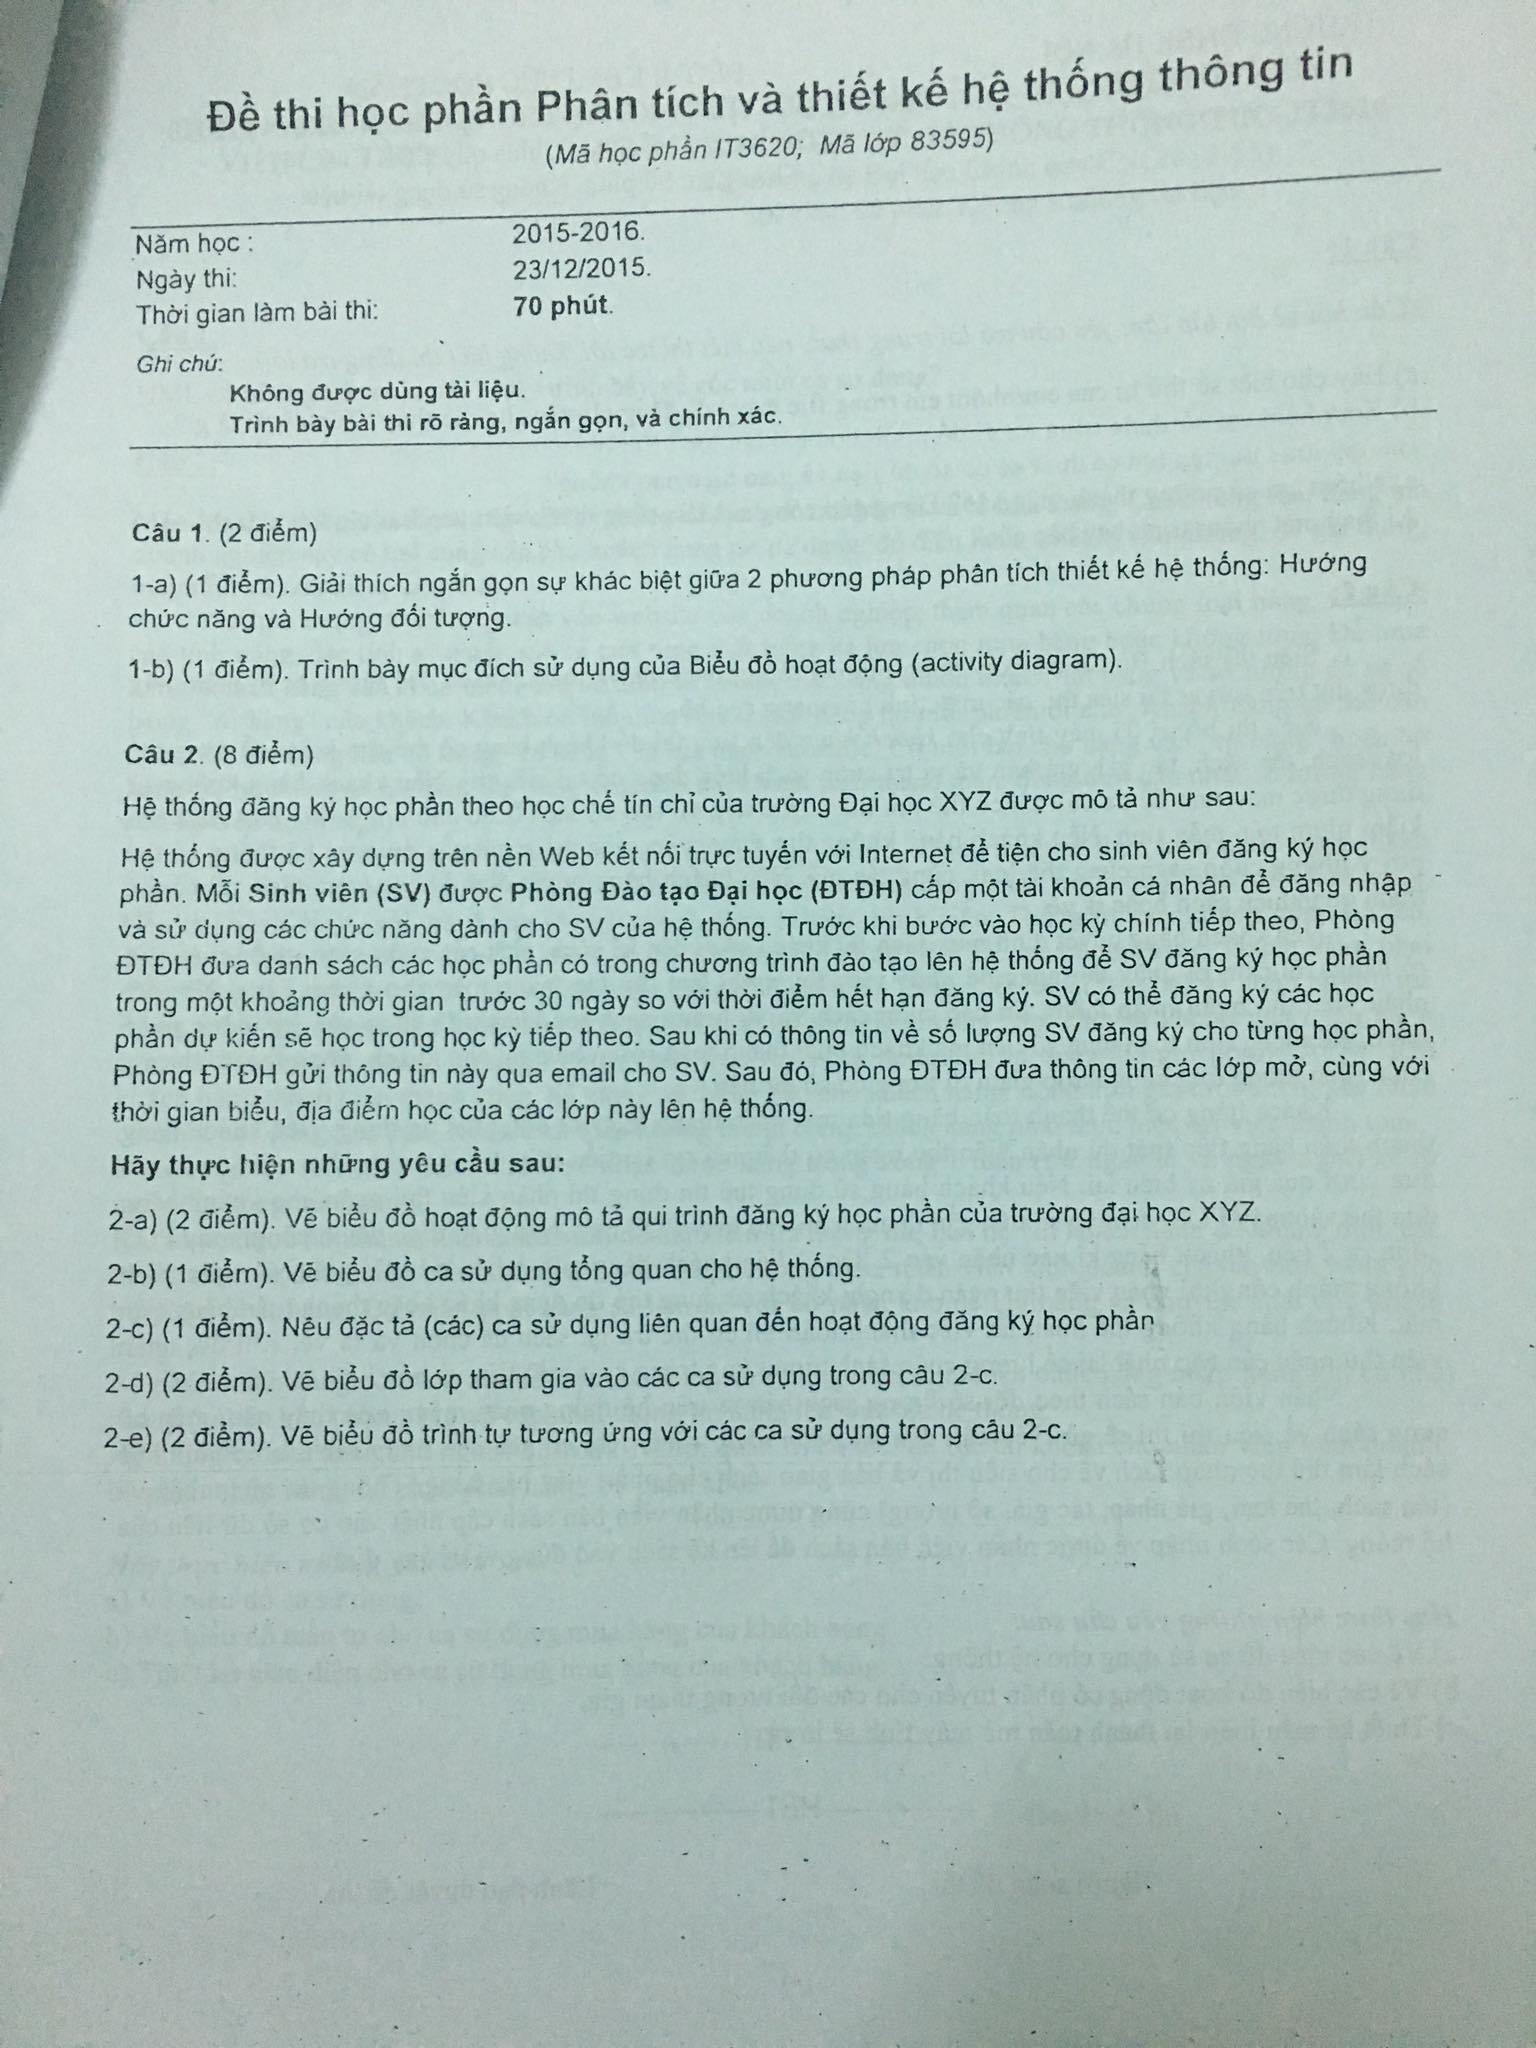 Đề thi học phần Phân tích và thiết kế hệ thống thông tin
(Mã học phần IT3620; Mã lớp 83595)
Năm học : 2015-2016.
Ngày thi: 23/12/2015.
Thời gian làm bài thi: 70 phút.
Ghi chú:
Không được dùng tài liệu.
Trình bày bài thi rõ ràng, ngắn gọn, và chính xác.
Câu 1. (2 điểm)
1-a) (1 điểm). Giải thích ngắn gọn sự khác biệt giữa 2 phương pháp phân tích thiết kế hệ thống: Hướng
chức năng và Hướng đối tượng.
1-b) (1 điểm). Trình bày mục đích sử dụng của Biểu đồ hoạt động (activity diagram).
Câu 2. (8 điểm)
Hệ thống đăng ký học phần theo học chế tín chỉ của trường Đại học XYZ được mô tả như sau:
Hệ thống được xây dựng trên nền Web kết nối trực tuyến với Internet để tiện cho sinh viên đăng ký học
phần. Mỗi Sinh viên (SV) được Phòng Đào tạo Đại học (ĐTĐH) cấp một tài khoản cá nhân để đăng nhập
và sử dụng các chức năng dành cho SV của hệ thống. Trước khi bước vào học kỳ chính tiếp theo, Phòng
ĐTĐH đưa danh sách các học phần có trong chương trình đào tạo lên hệ thống để SV đăng ký học phần
trong một khoảng thời gian trước 30 ngày so với thời điểm hết hạn đăng ký. SV có thể đăng ký các học
phần dự kiến sẽ học trong học kỳ tiếp theo. Sau khi có thông tin về số lượng SV đăng ký cho từng học phần,
Phòng ĐTĐH gửi thông tin này qua email cho SV. Sau đó, Phòng ĐTĐH đưa thông tin các lớp mở, cùng với
thời gian biểu, địa điểm học của các lớp này lên hệ thống.
Hãy thực hiện những yêu cầu sau:
2-a) (2 điểm). Vẽ biểu đồ hoạt động mô tả qui trình đăng ký học phần của trường đại học XYZ.
2-b) (1 điểm). Vẽ biểu đồ ca sử dụng tổng quan cho hệ thống.
2-c) (1 điểm). Nêu đặc tả (các) ca sử dụng liên quan đến hoạt động đăng ký học phần
2-d) (2 điểm). Vẽ biểu đồ lớp tham gia vào các ca sử dụng trong câu 2-c.
2-e) (2 điểm). Vẽ biểu đồ trình tự tương ứng với các ca sử dụng trong câu 2-c.